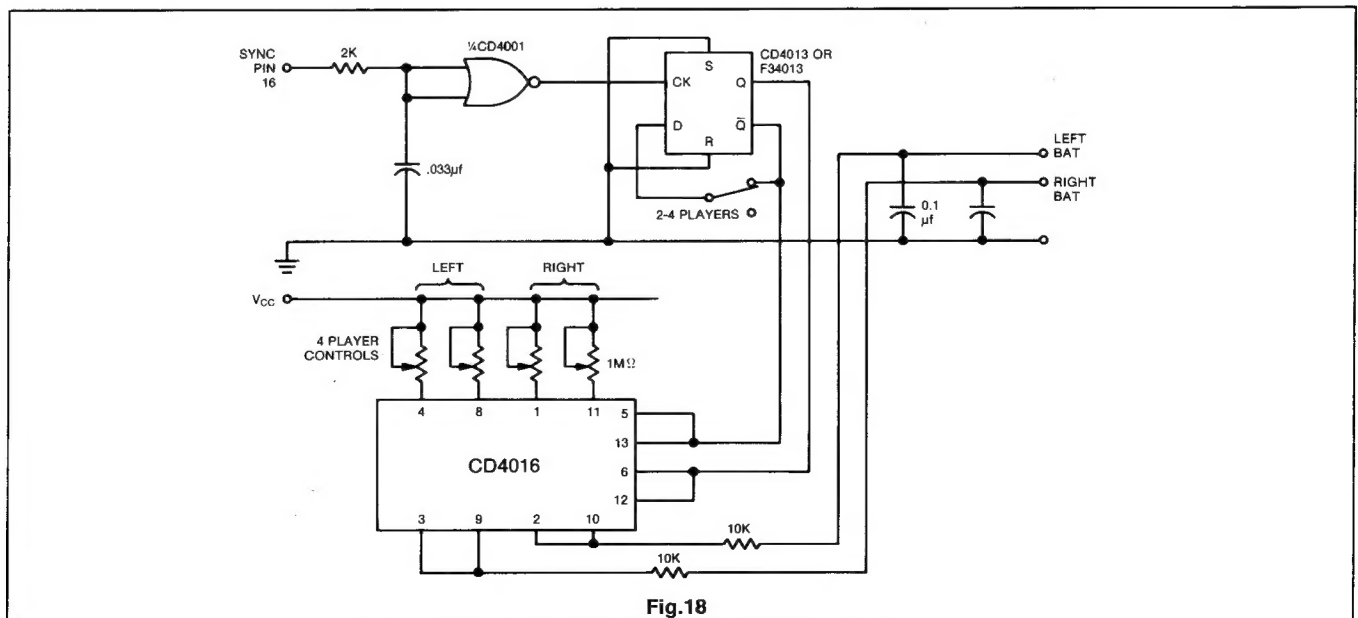 SYNC
PIN
16
2K
¼CD4001
.033µf
CD4013 OR
F34013
S
CK
Q
D
Q̅
R
2-4 PLAYERS
LEFT
BAT
RIGHT
BAT
0.1
µf
LEFT
RIGHT
VCC
4 PLAYER
CONTROLS
1MΩ
4 8 1 11
5
13
CD4016
6
12
3 9 2 10
10K
10K
Fig.18